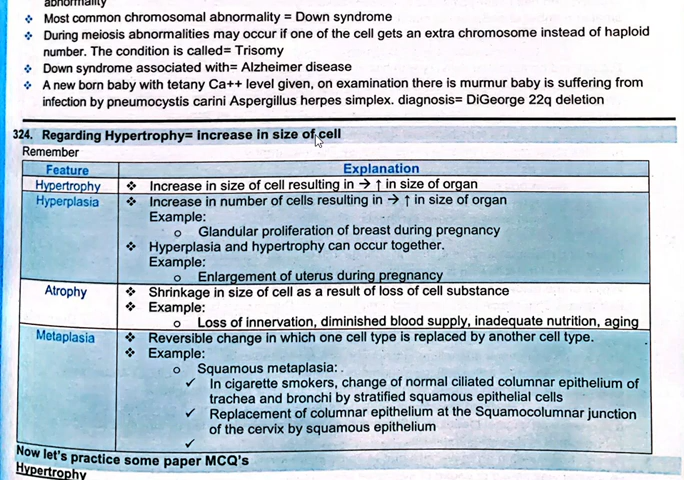 abnormality
❖ Most common chromosomal abnormality = Down syndrome
❖ During meiosis abnormalities may occur if one of the cell gets an extra chromosome instead of haploid
number. The condition is called= Trisomy
❖ Down syndrome associated with= Alzheimer disease
❖ A new born baby with tetany Ca++ level given, on examination there is murmur baby is suffering from
infection by pneumocystis carini Aspergillus herpes simplex. diagnosis= DiGeorge 22q deletion
324. Regarding Hypertrophy= Increase in size of cell
Remember
Feature Explanation
Hypertrophy ❖ Increase in size of cell resulting in → ↑ in size of organ
Hyperplasia ❖ Increase in number of cells resulting in → ↑ in size of organ
Example:
o Glandular proliferation of breast during pregnancy
❖ Hyperplasia and hypertrophy can occur together.
Example:
o Enlargement of uterus during pregnancy
Atrophy ❖ Shrinkage in size of cell as a result of loss of cell substance
❖ Example:
o Loss of innervation, diminished blood supply, inadequate nutrition, aging
Metaplasia ❖ Reversible change in which one cell type is replaced by another cell type.
❖ Example:
o Squamous metaplasia: .
✓ In cigarette smokers, change of normal ciliated columnar epithelium of
trachea and bronchi by stratified squamous epithelial cells
✓ Replacement of columnar epithelium at the Squamocolumnar junction
of the cervix by squamous epithelium
✓
Now let's practice some paper MCQ's
Hypertrophy